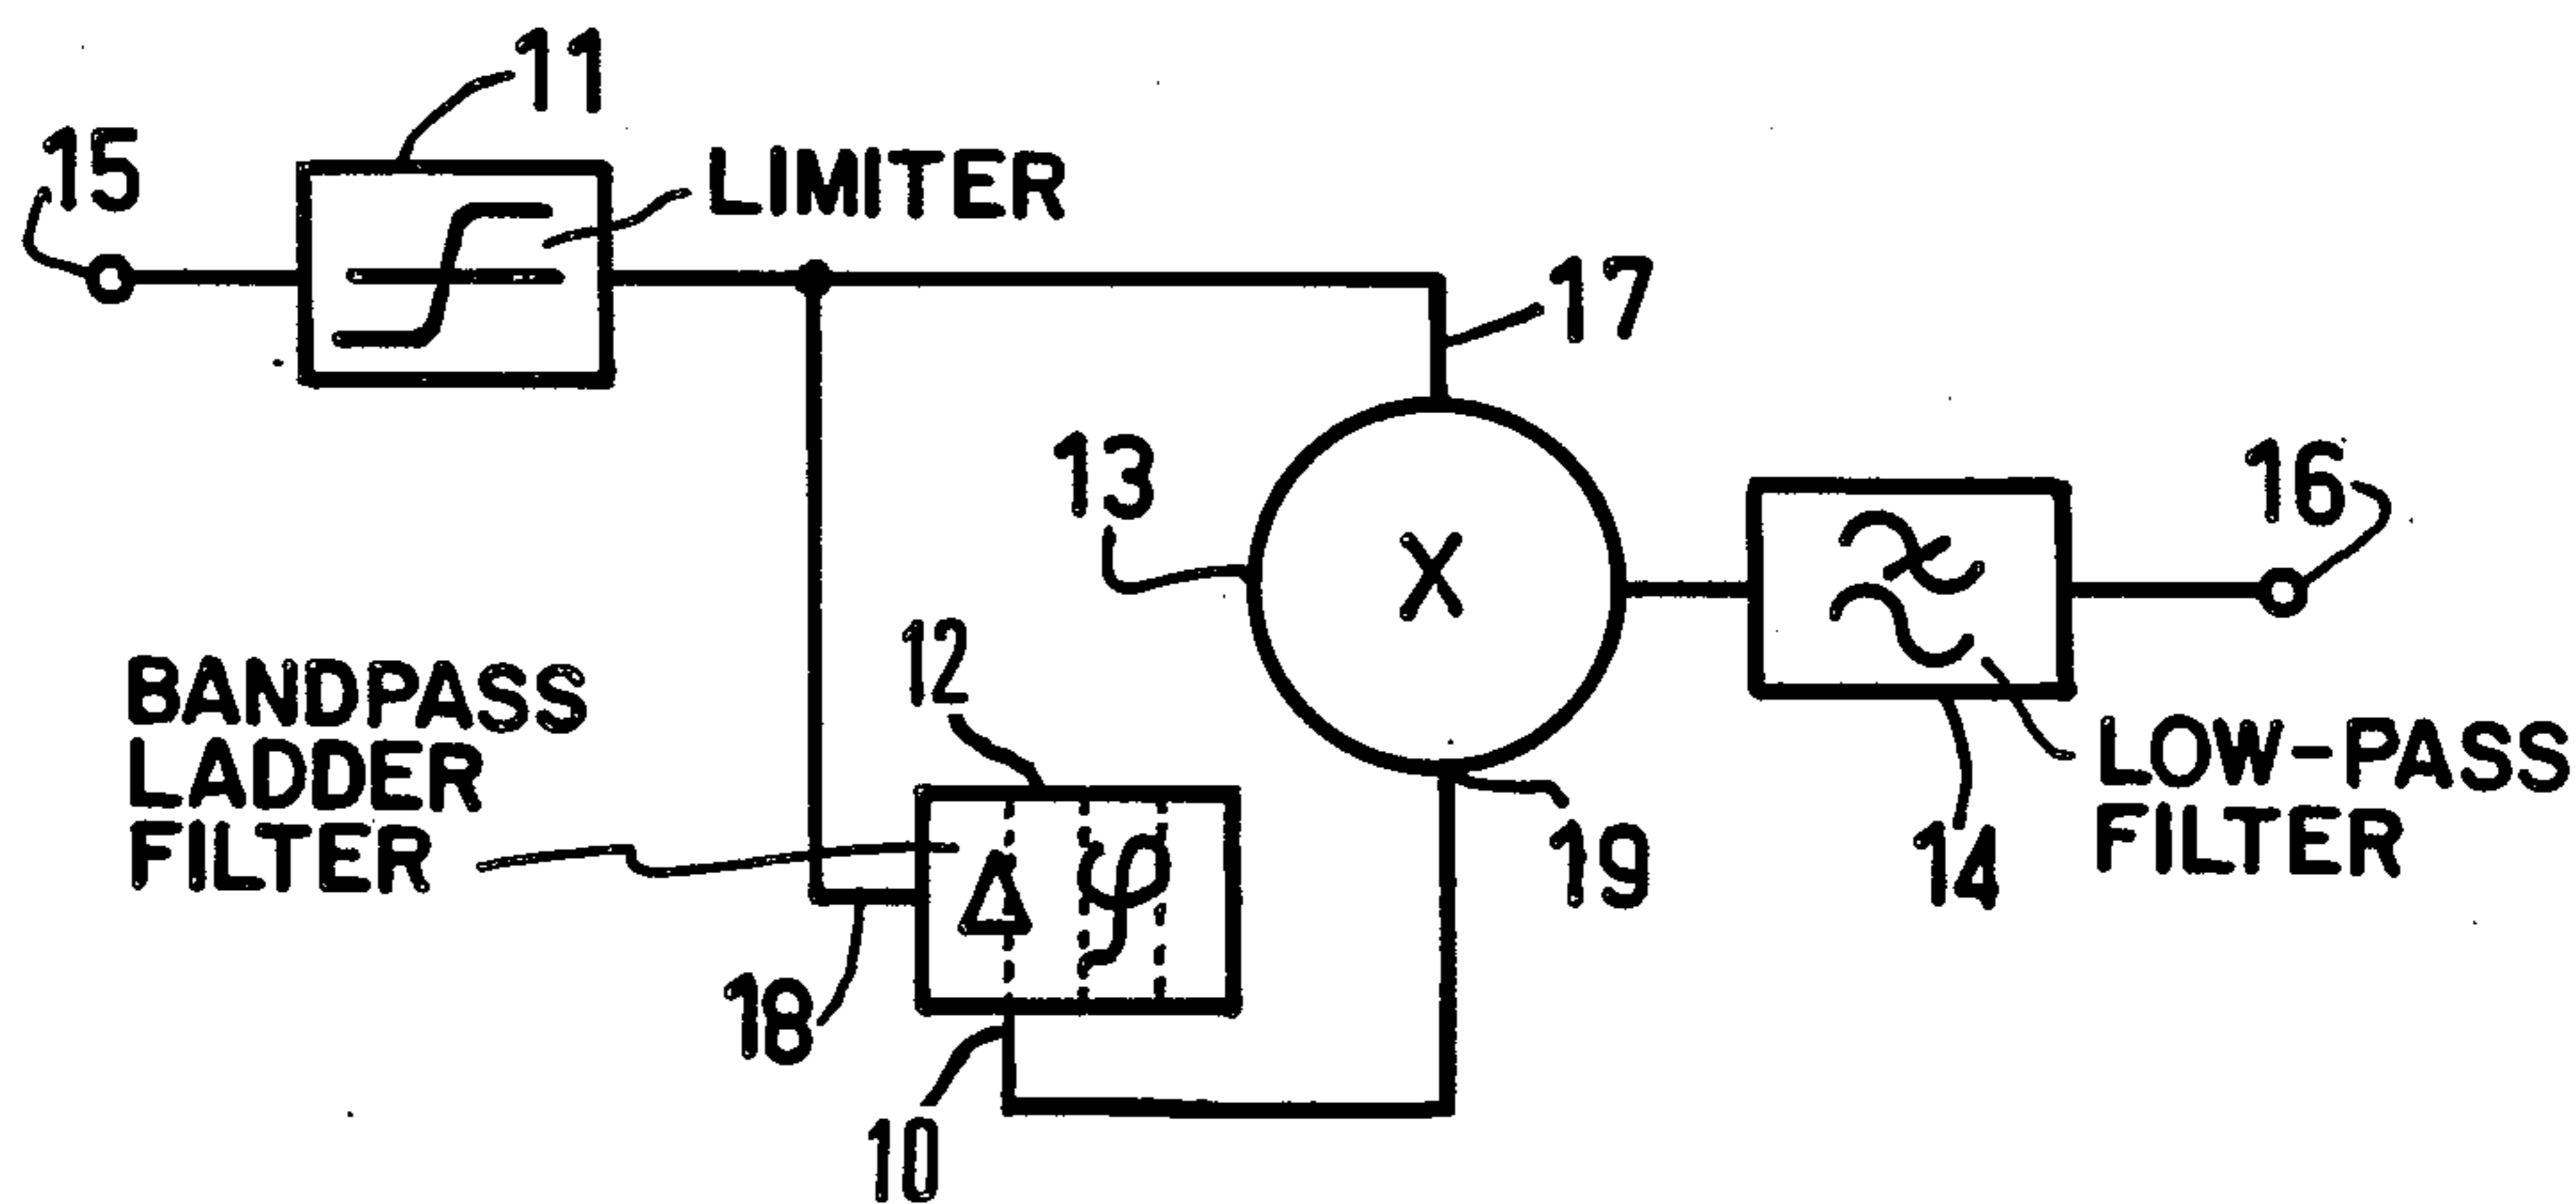 11
15
LIMITER
17
13
X
16
12
BANDPASS
LADDER
FILTER
Δ φ
LOW-PASS
FILTER
14
19
18
10